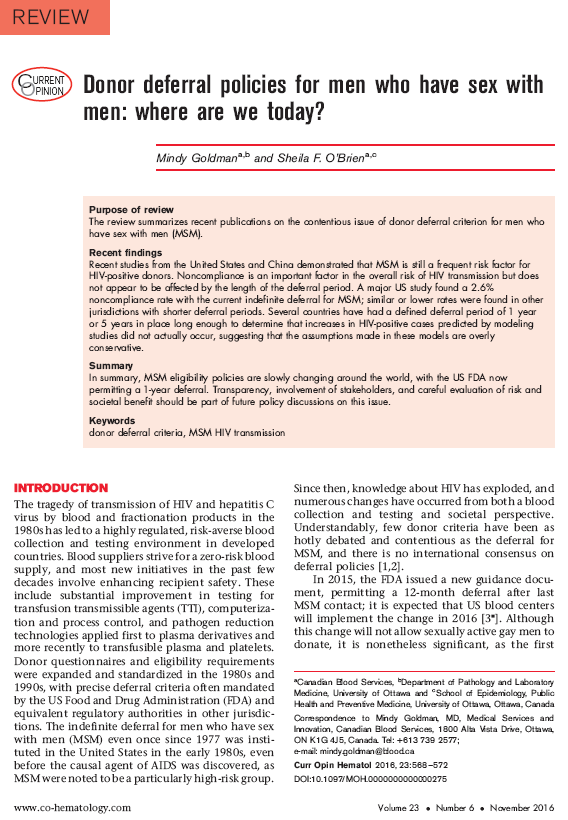 REVIEW
CURRENT
OPINION
Donor deferral policies for men who have sex with
men: where are we today?
Mindy Goldmana,b and Sheila F. O'Briena,c
Purpose of review
The review summarizes recent publications on the contentious issue of donor deferral criterion for men who
have sex with men (MSM).
Recent findings
Recent studies from the United States and China demonstrated that MSM is still a frequent risk factor for
HIV-positive donors. Noncompliance is an important factor in the overall risk of HIV transmission but does
not appear to be affected by the length of the deferral period. A major US study found a 2.6%
noncompliance rate with the current indefinite deferral for MSM; similar or lower rates were found in other
jurisdictions with shorter deferral periods. Several countries have had a defined deferral period of 1 year
or 5 years in place long enough to determine that increases in HIV-positive cases predicted by modeling
studies did not actually occur, suggesting that the assumptions made in these models are overly
conservative.
Summary
In summary, MSM eligibility policies are slowly changing around the world, with the US FDA now
permitting a 1-year deferral. Transparency, involvement of stakeholders, and careful evaluation of risk and
societal benefit should be part of future policy discussions on this issue.
Keywords
donor deferral criteria, MSM HIV transmission
INTRODUCTION
The tragedy of transmission of HIV and hepatitis C
virus by blood and fractionation products in the
1980s has led to a highly regulated, risk-averse blood
collection and testing environment in developed
countries. Blood suppliers strive for a zero-risk blood
supply, and most new initiatives in the past few
decades involve enhancing recipient safety. These
include substantial improvement in testing for
transfusion transmissible agents (TTI), computeriza-
tion and process control, and pathogen reduction
technologies applied first to plasma derivatives and
more recently to transfusible plasma and platelets.
Donor questionnaires and eligibility requirements
were expanded and standardized in the 1980s and
1990s, with precise deferral criteria often mandated
by the US Food and Drug Administration (FDA) and
equivalent regulatory authorities in other jurisdic-
tions. The indefinite deferral for men who have sex
with men (MSM) even once since 1977 was insti-
tuted in the United States in the early 1980s, even
before the causal agent of AIDS was discovered, as
MSM were noted to be a particularly high-risk group.
Since then, knowledge about HIV has exploded, and
numerous changes have occurred from both a blood
collection and testing and societal perspective.
Understandably, few donor criteria have been as
hotly debated and contentious as the deferral for
MSM, and there is no international consensus on
deferral policies [1,2].
In 2015, the FDA issued a new guidance docu-
ment, permitting a 12-month deferral after last
MSM contact; it is expected that US blood centers
will implement the change in 2016 [3*]. Although
this change will not allow sexually active gay men to
donate, it is nonetheless significant, as the first
aCanadian Blood Services, bDepartment of Pathology and Laboratory
Medicine, University of Ottawa and cSchool of Epidemiology, Public
Health and Preventive Medicine, University of Ottawa, Ottawa, Canada
Correspondence to Mindy Goldman, MD, Medical Services and
Innovation, Canadian Blood Services, 1800 Alta Vista Drive, Ottawa,
ON K1G 4J5, Canada. Tel: +613 739 2577;
e-mail: mindy.goldman@blood.ca
Curr Opin Hematol 2016, 23:568–572
DOI:10.1097/MOH.0000000000000275
www.co-hematology.com
Volume 23 • Number 6 • November 2016